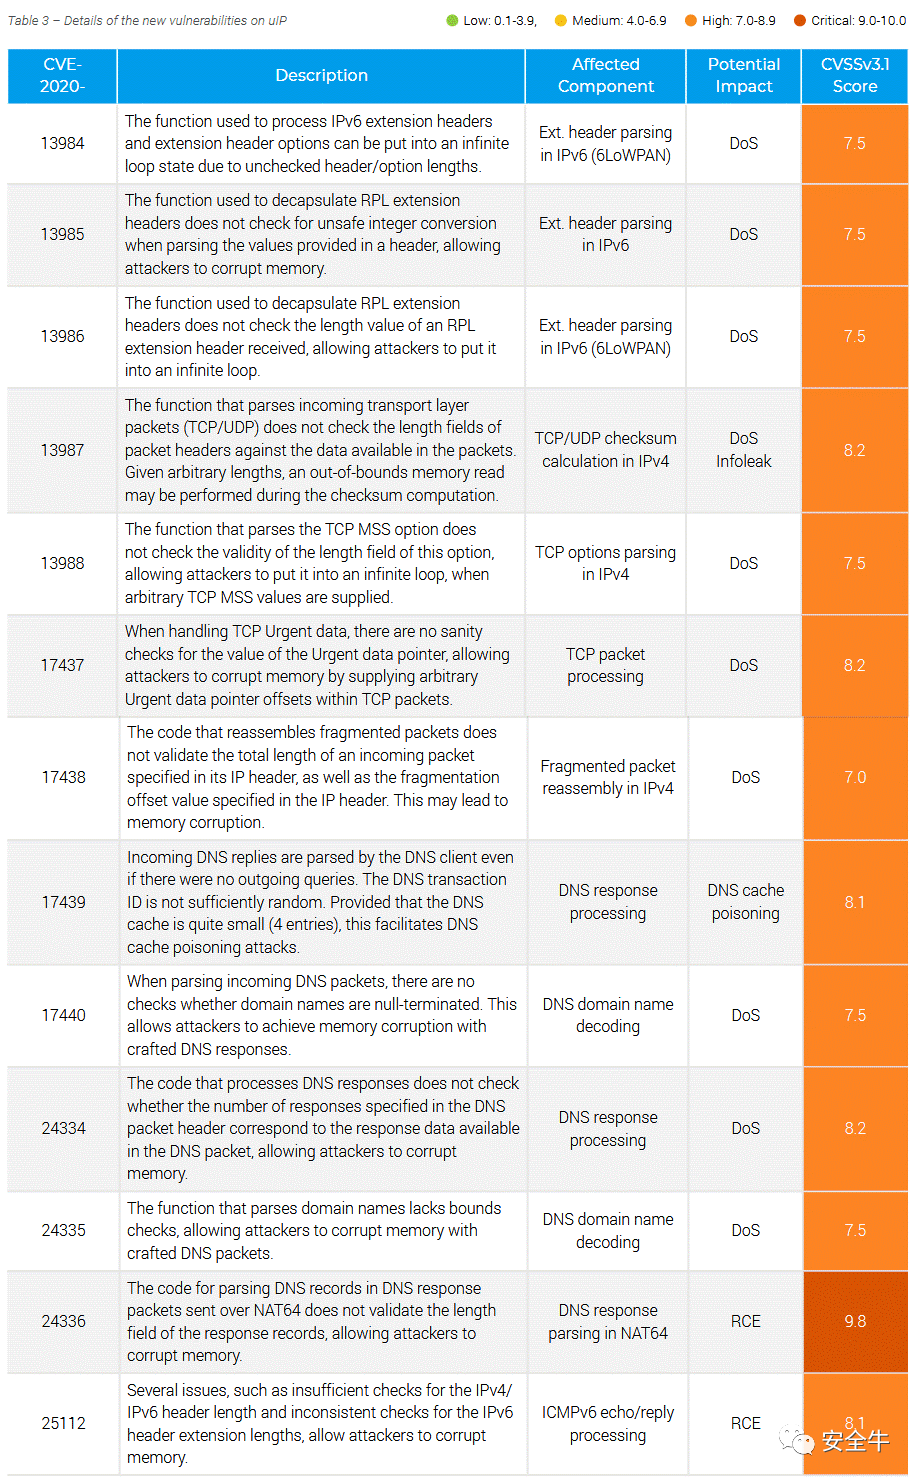 Table 3 – Details of the new vulnerabilities on uIP
Low: 0.1-3.9, Medium: 4.0-6.9 High: 7.0-8.9 Critical: 9.0-10.0
CVE-
2020-
Description
Affected
Component
Potential
Impact
CVSSv3.1
Score
13984
The function used to process IPv6 extension headers
and extension header options can be put into an infinite
loop state due to unchecked header/option lengths.
Ext. header parsing
in IPv6 (6LoWPAN)
DoS
7.5
13985
The function used to decapsulate RPL extension
headers does not check for unsafe integer conversion
when parsing the values provided in a header, allowing
attackers to corrupt memory.
Ext. header parsing
in IPv6
DoS
7.5
13986
The function used to decapsulate RPL extension
headers does not check the length value of an RPL
extension header received, allowing attackers to put it
into an infinite loop.
Ext. header parsing
in IPv6 (6LoWPAN)
DoS
7.5
13987
The function that parses incoming transport layer
packets (TCP/UDP) does not check the length fields of
packet headers against the data available in the packets.
Given arbitrary lengths, an out-of-bounds memory read
may be performed during the checksum computation.
TCP/UDP checksum
calculation in IPv4
DoS
Infoleak
8.2
13988
The function that parses the TCP MSS option does
not check the validity of the length field of this option,
allowing attackers to put it into an infinite loop, when
arbitrary TCP MSS values are supplied.
TCP options parsing
in IPv4
DoS
7.5
17437
When handling TCP Urgent data, there are no sanity
checks for the value of the Urgent data pointer, allowing
attackers to corrupt memory by supplying arbitrary
Urgent data pointer offsets within TCP packets.
TCP packet
processing
DoS
8.2
17438
The code that reassembles fragmented packets does
not validate the total length of an incoming packet
specified in its IP header, as well as the fragmentation
offset value specified in the IP header. This may lead to
memory corruption.
Fragmented packet
reassembly in IPv4
DoS
7.0
17439
Incoming DNS replies are parsed by the DNS client even
if there were no outgoing queries. The DNS transaction
ID is not sufficiently random. Provided that the DNS
cache is quite small (4 entries), this facilitates DNS
cache poisoning attacks.
DNS response
processing
DNS cache
poisoning
8.1
17440
When parsing incoming DNS packets, there are no
checks whether domain names are null-terminated. This
allows attackers to achieve memory corruption with
crafted DNS responses.
DNS domain name
decoding
DoS
7.5
24334
The code that processes DNS responses does not check
whether the number of responses specified in the DNS
packet header correspond to the response data available
in the DNS packet, allowing attackers to corrupt
memory.
DNS response
processing
DoS
8.2
24335
The function that parses domain names lacks bounds
checks, allowing attackers to corrupt memory with
crafted DNS packets.
DNS domain name
decoding
DoS
7.5
24336
The code for parsing DNS records in DNS response
packets sent over NAT64 does not validate the length
field of the response records, allowing attackers to
corrupt memory.
DNS response
parsing in NAT64
RCE
9.8
25112
Several issues, such as insufficient checks for the IPv4/
IPv6 header length and inconsistent checks for the IPv6
header extension lengths, allow attackers to corrupt
memory.
ICMPv6 echo/reply
processing
RCE
8.1
安全牛